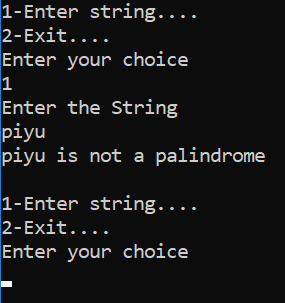 1-Enter string....
2-Exit....
Enter your choice
1
Enter the String
piyu
piyu is not a palindrome
1-Enter string....
2-Exit....
Enter your choice